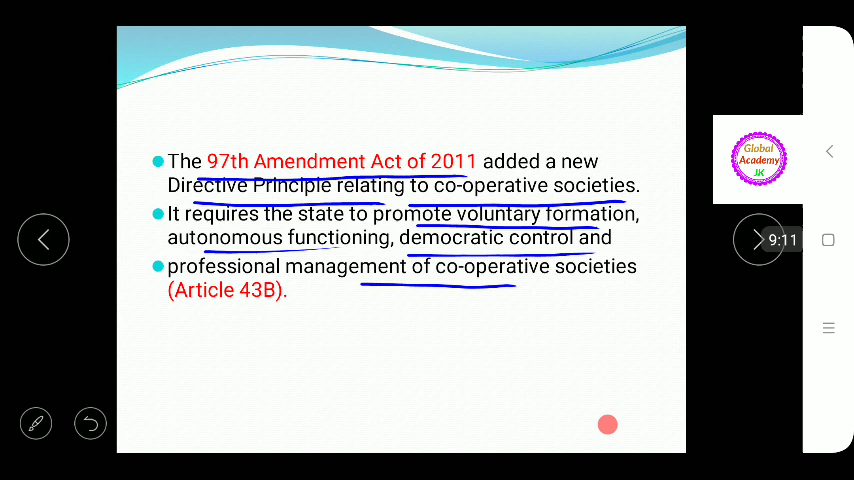 The 97th Amendment Act of 2011 added a new
Directive Principle relating to co-operative societies.
It requires the state to promote voluntary formation,
autonomous functioning, democratic control and
professional management of co-operative societies
(Article 43B).
Global
Academy
JK
9:11